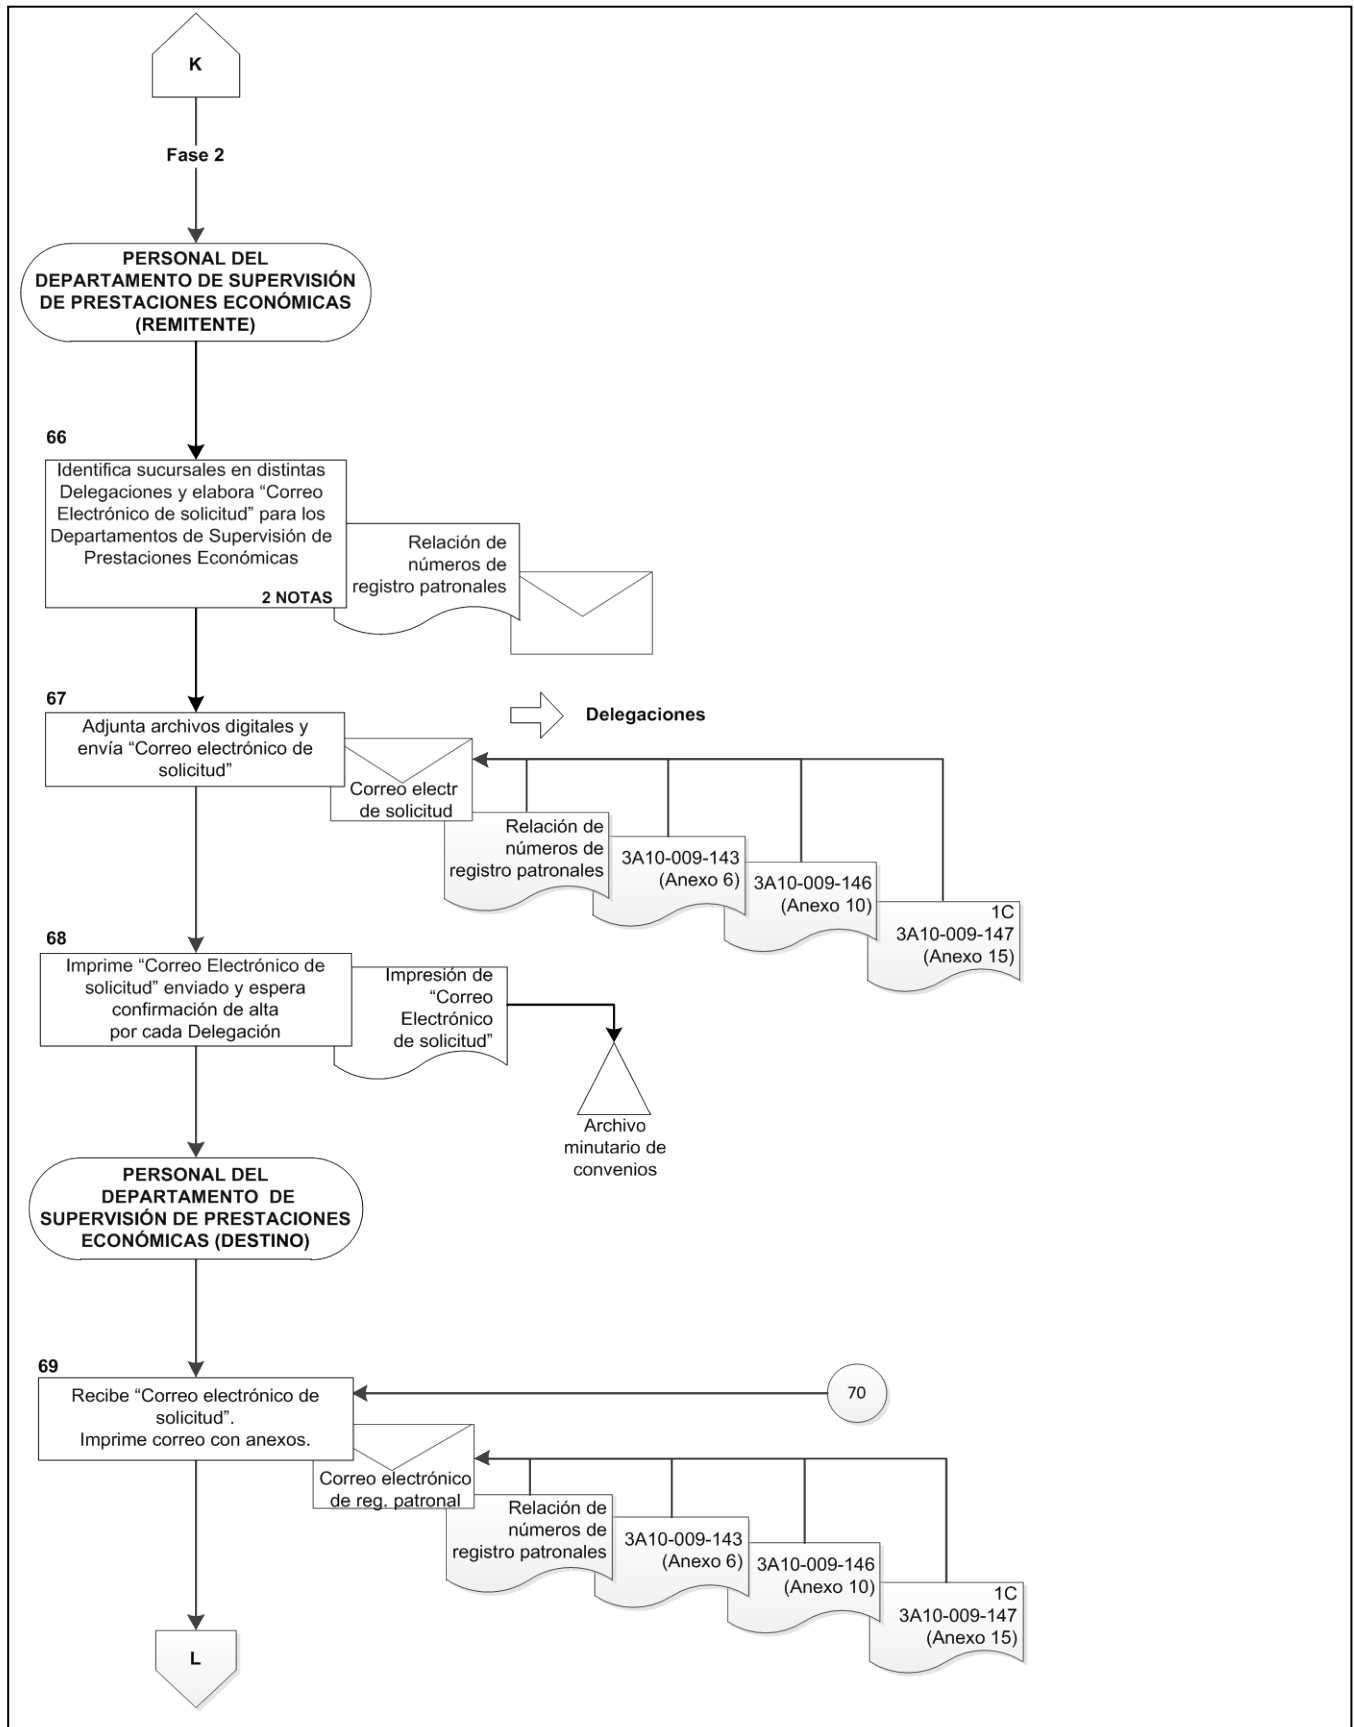 K
Fase 2
PERSONAL DEL
DEPARTAMENTO DE SUPERVISIÓN
DE PRESTACIONES ECONÓMICAS
(REMITENTE)
66
Identifica sucursales en distintas
Delegaciones y elabora “Correo
Electrónico de solicitud” para los
Departamentos de Supervisión de
Prestaciones Económicas
2 NOTAS
Relación de
números de
registro patronales
67
Adjunta archivos digitales y
envía “Correo electrónico de
solicitud”
Delegaciones
Correo electr
de solicitud
Relación de
números de
registro patronales
3A10-009-143
(Anexo 6)
3A10-009-146
(Anexo 10)
1C
3A10-009-147
(Anexo 15)
68
Imprime “Correo Electrónico de
solicitud” enviado y espera
confirmación de alta
por cada Delegación
Impresión de
“Correo
Electrónico
de solicitud”
Archivo
minutario de
convenios
PERSONAL DEL
DEPARTAMENTO DE
SUPERVISIÓN DE PRESTACIONES
ECONÓMICAS (DESTINO)
69
Recibe “Correo electrónico de
solicitud”.
Imprime correo con anexos.
70
Correo electrónico
de reg. patronal
Relación de
números de
registro patronales
3A10-009-143
(Anexo 6)
3A10-009-146
(Anexo 10)
1C
3A10-009-147
(Anexo 15)
L